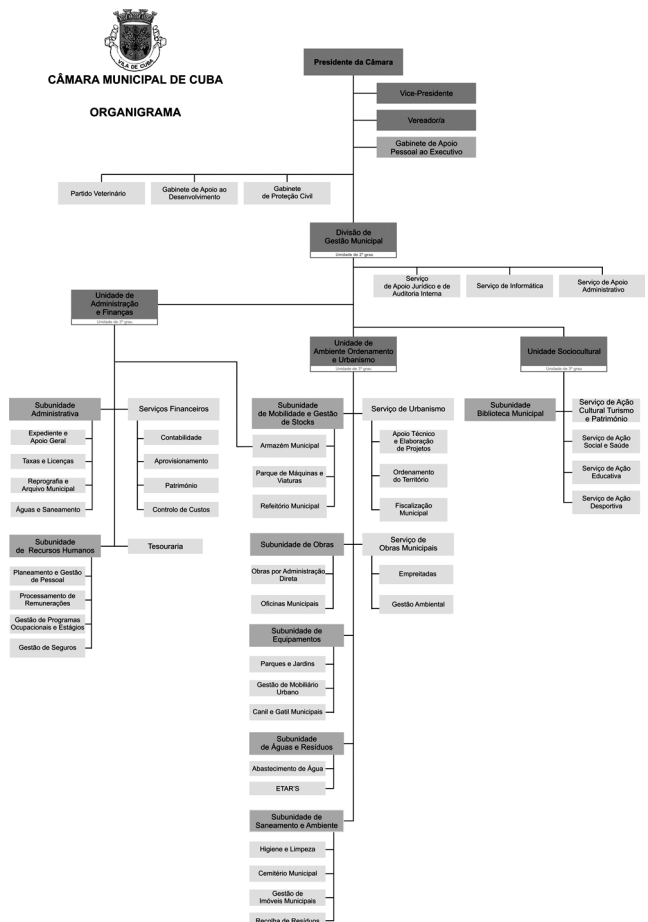 VILA DE CUBA
CÂMARA MUNICIPAL DE CUBA
ORGANIGRAMA
Presidente da Câmara
Vice-Presidente
Vereador/a
Gabinete de Apoio
Pessoal ao Executivo
Partido Veterinário
Gabinete de Apoio ao
Desenvolvimento
Gabinete
de Proteção Civil
Divisão de
Gestão Municipal
Unidade de 2º grau
Serviço
de Apoio Jurídico e de
Auditoria Interna
Serviço de Informática
Serviço de Apoio
Administrativo
Unidade de
Administração
e Finanças
Unidade de 3º grau
Unidade de
Ambiente Ordenamento
e Urbanismo
Unidade de 3º grau
Unidade Sociocultural
Unidade de 3º grau
Subunidade
Administrativa
Expediente e
Apoio Geral
Taxas e Licenças
Reprografia e
Arquivo Municipal
Águas e Saneamento
Serviços Financeiros
Contabilidade
Aprovisionamento
Património
Controlo de Custos
Subunidade
de Recursos Humanos
Planeamento e Gestão
de Pessoal
Processamento de
Remunerações
Gestão de Programas
Ocupacionais e Estágios
Gestão de Seguros
Tesouraria
Subunidade
de Mobilidade e Gestão
de Stocks
Armazém Municipal
Parque de Máquinas e
Viaturas
Refeitório Municipal
Serviço de Urbanismo
Apoio Técnico
e Elaboração
de Projetos
Ordenamento
do Território
Fiscalização
Municipal
Subunidade
Biblioteca Municipal
Serviço de Ação
Cultural Turismo
e Património
Serviço de Ação
Social e Saúde
Serviço de Ação
Educativa
Serviço de Ação
Desportiva
Subunidade de Obras
Obras por Administração
Direta
Oficinas Municipais
Serviço de
Obras Municipais
Empreitadas
Gestão Ambiental
Subunidade de
Equipamentos
Parques e Jardins
Gestão de Mobiliário
Urbano
Canil e Gatil Municipais
Subunidade
de Águas e Resíduos
Abastecimento de Água
ETAR'S
Subunidade de
Saneamento e Ambiente
Higiene e Limpeza
Cemitério Municipal
Gestão de
Imóveis Municipais
Recolha de Resíduos